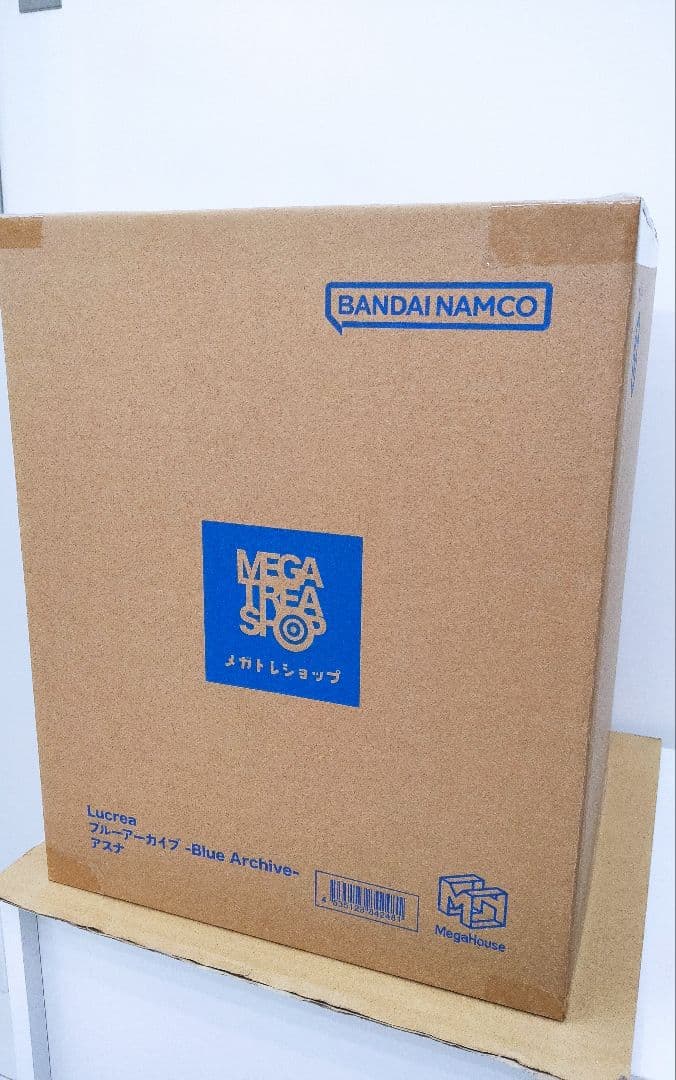 BANDAI NAMCO
MEGA
TREA
SHOP
メガトレショップ
Lucrea
ブルーアーカイブ -Blue Archive-
アスナ
MegaHouse